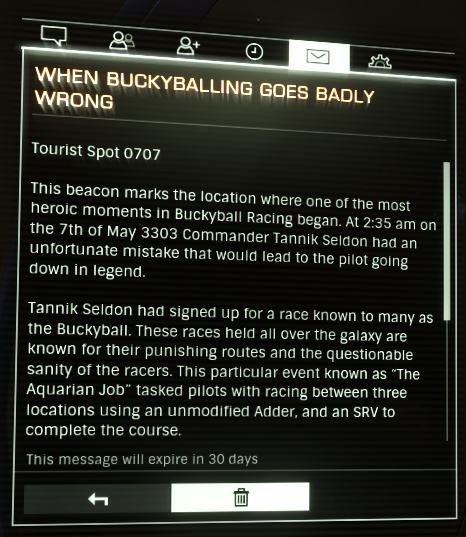 WHEN BUCKYBALLING GOES BADLY
WRONG
Tourist Spot 0707
This beacon marks the location where one of the most
heroic moments in Buckyball Racing began. At 2:35 am on
the 7th of May 3303 Commander Tannik Seldon had an
unfortunate mistake that would lead to the pilot going
down in legend.
Tannik Seldon had signed up for a race known to many as
the Buckyball. These races held all over the galaxy are
known for their punishing routes and the questionable
sanity of the racers. This particular event known as “The
Aquarian Job” tasked pilots with racing between three
locations using an unmodified Adder, and an SRV to
complete the course.
This message will expire in 30 days